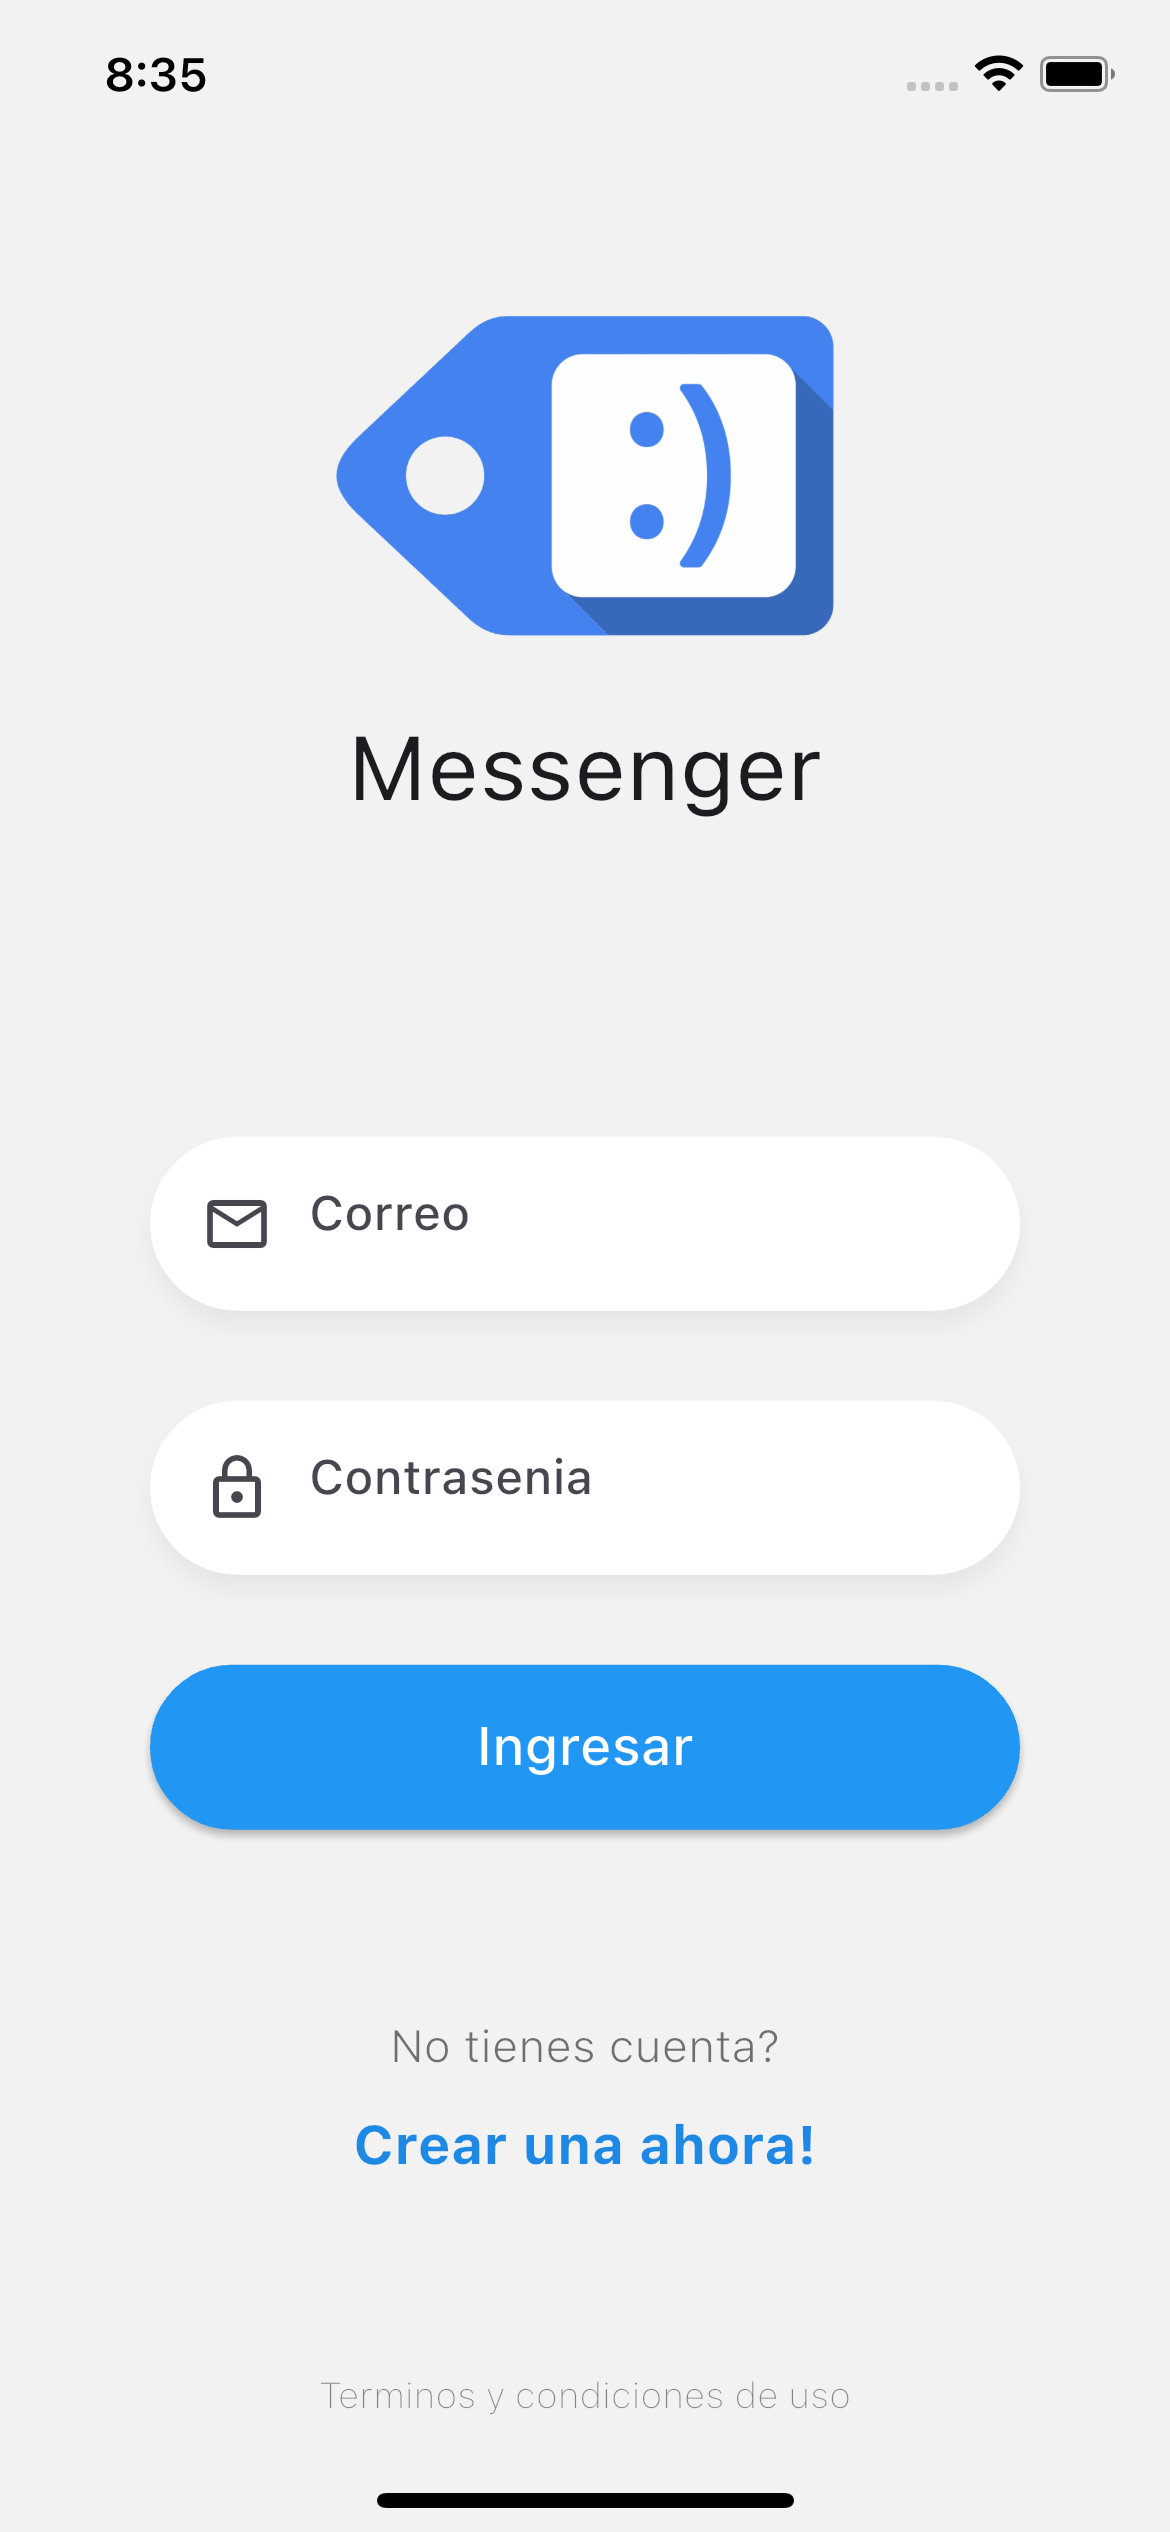 8:35
:)
Messenger
Correo
Contrasenia
Ingresar
No tienes cuenta?
Crear una ahora!
Terminos y condiciones de uso